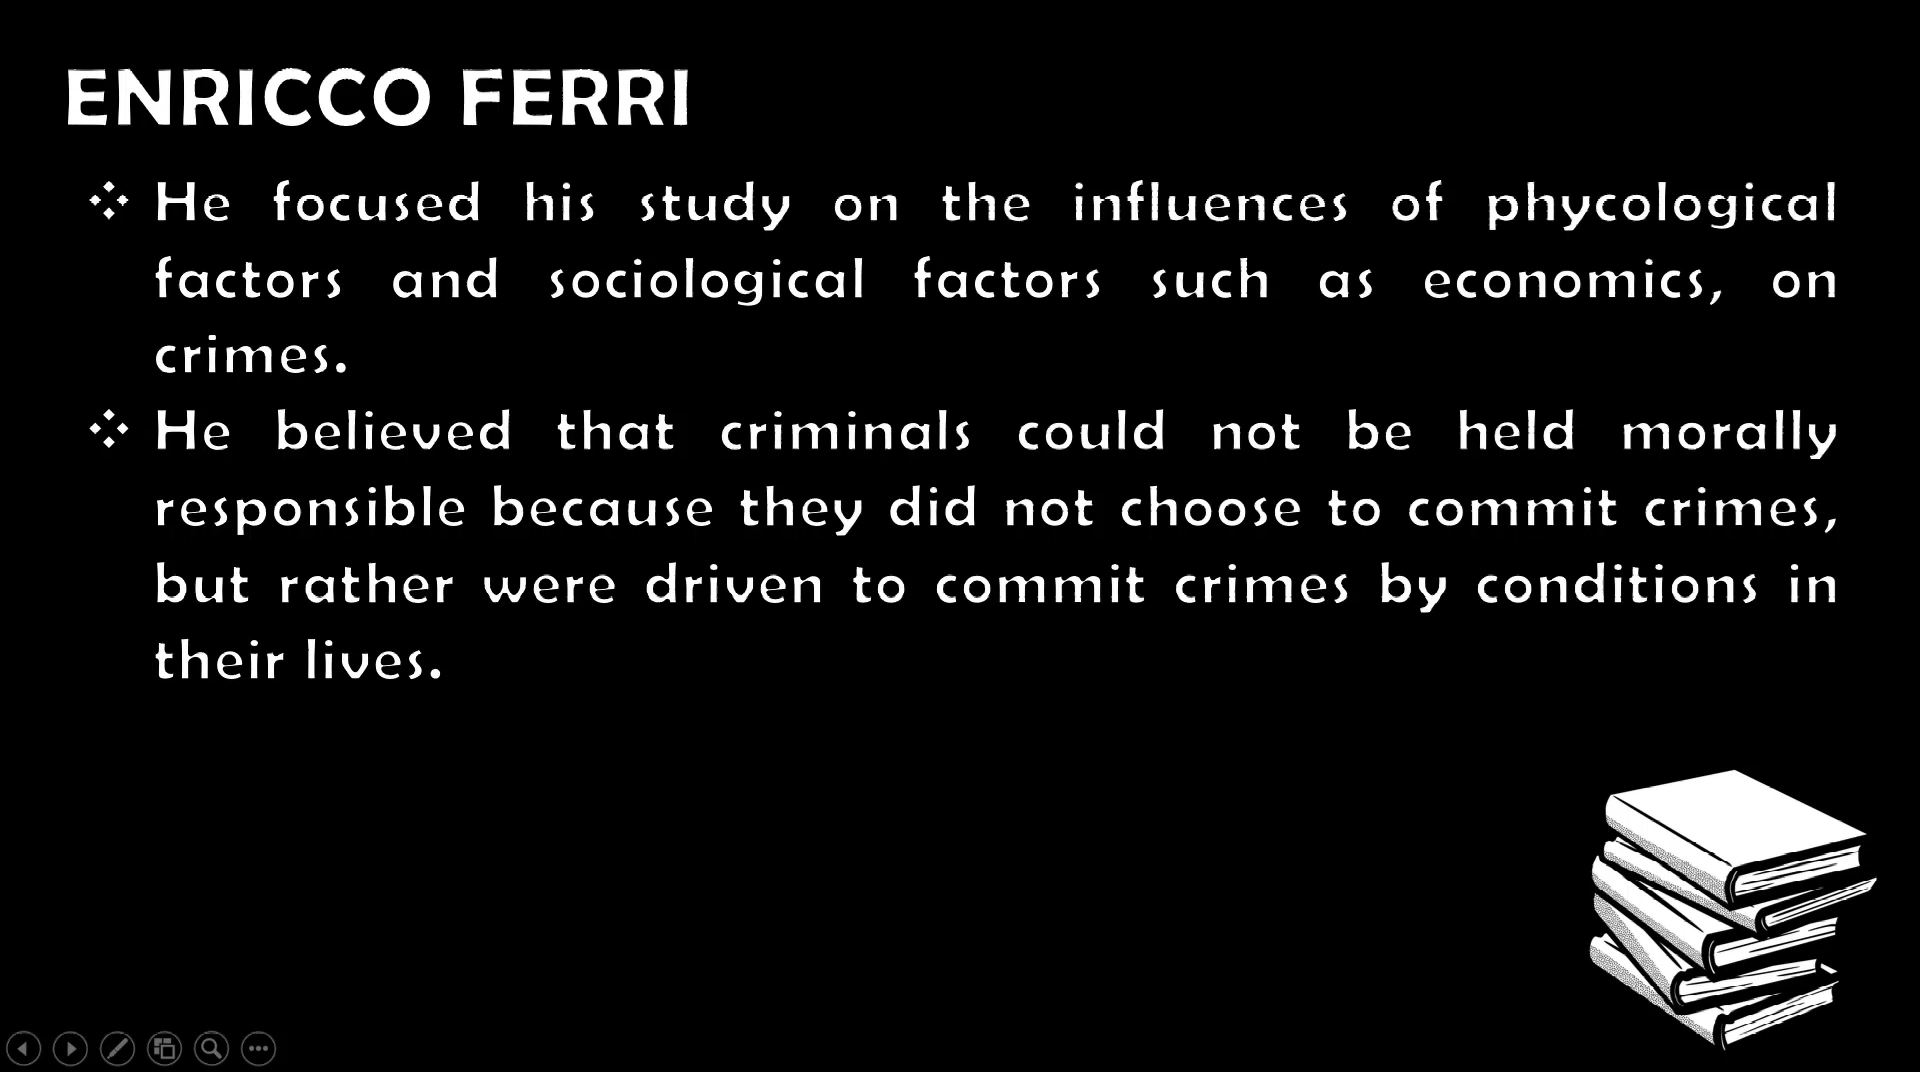 ENRICCO FERRI
He focused his study on the influences of phycological
factors and sociological factors such as economics, on
crimes.
He believed that criminals could not be held morally
responsible because they did not choose to commit crimes,
but rather were driven to commit crimes by conditions in
their lives.